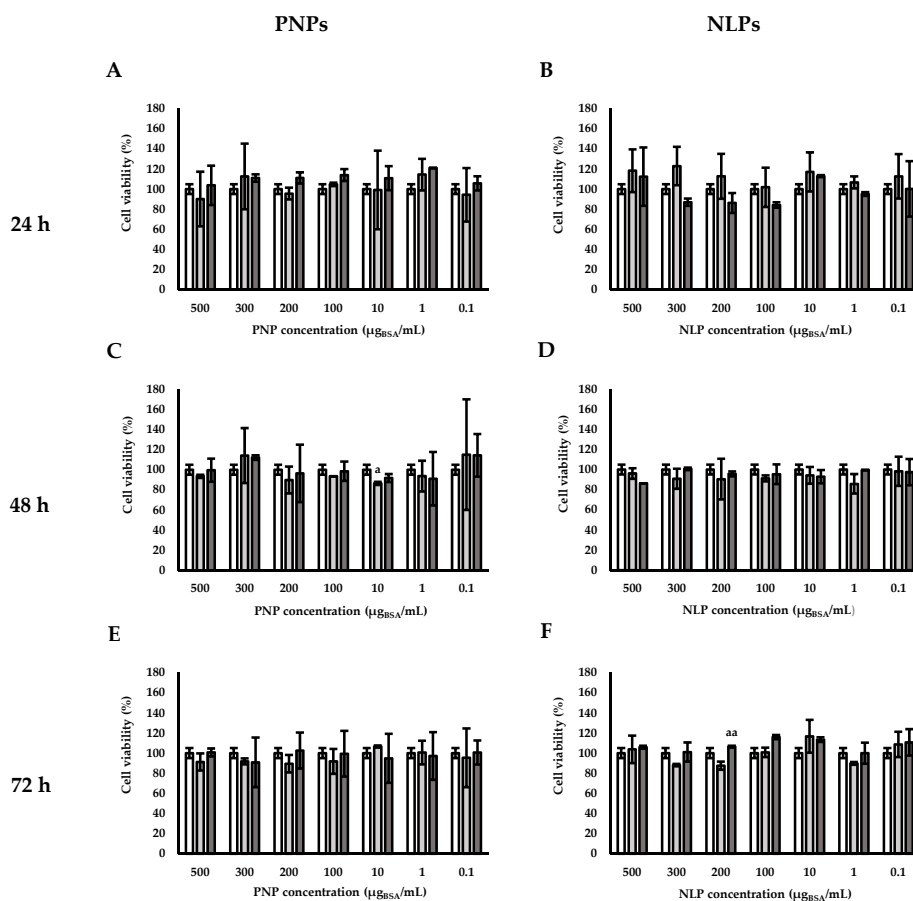 PNPs NLPs
A B
24 h
Cell viability (%)
180
160
140
120
100
80
60
40
20
0
500 300 200 100 10 1 0.1
PNP concentration (µgBSA/mL)
Cell viability (%)
180
160
140
120
100
80
60
40
20
0
500 300 200 100 10 1 0.1
NLP concentration (µgBSA/mL)
C D
48 h
Cell viability (%)
180
160
140
120
100
80
60
40
20
0
a
500 300 200 100 10 1 0.1
PNP concentration (µgBSA/mL)
Cell viability (%)
180
160
140
120
100
80
60
40
20
0
500 300 200 100 10 1 0.1
NLP concentration (µgBSA/mL)
E F
72 h
Cell viability (%)
180
160
140
120
100
80
60
40
20
0
500 300 200 100 10 1 0.1
PNP concentration (µgBSA/mL)
Cell viability (%)
180
160
140
120
100
80
60
40
20
0
aa
500 300 200 100 10 1 0.1
NLP concentration (µgBSA/mL)